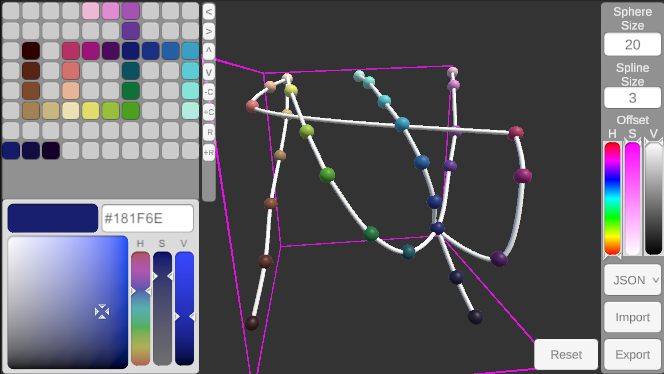 <
>
^
v
-C
+C
-R
+R
#181F6E
H S V
Sphere
Size
20
Spline
Size
3
Offset
H S V
JSON
Import
Export
Reset